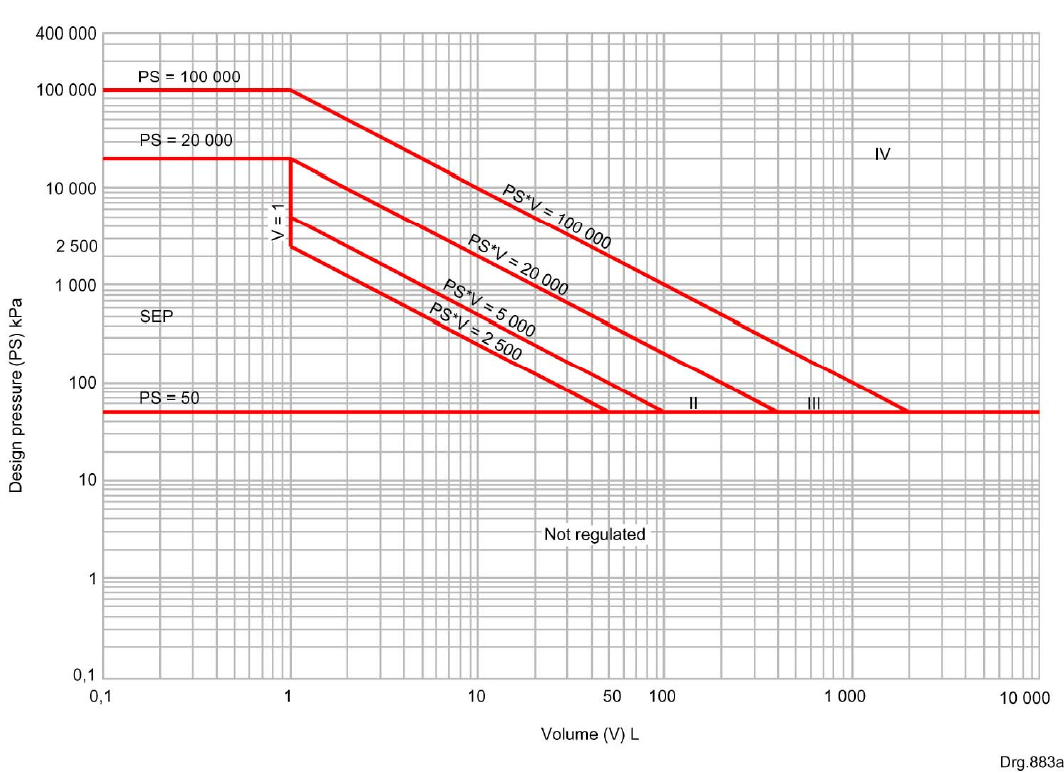 400 000
PS = 100 000
100 000
PS = 20 000
IV
10 000
PS*V = 100 000
V = 1
PS*V = 20 000
2 500
1 000
PS*V = 5 000
PS*V = 2 500
SEP
100
PS = 50
II
III
Design pressure (PS) kPa
10
Not regulated
1
0,1
0,1
1
10
50
100
1 000
10 000
Volume (V) L
Drg.883a